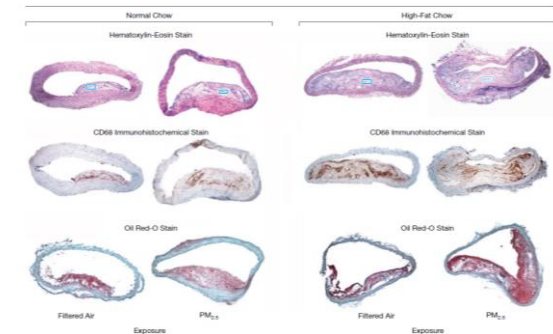 Normal Chow
High-Fat Chow
Hematoxylin-Eosin Stain
Hematoxylin-Eosin Stain
CD68 Immunohistochemical Stain
CD68 Immunohistochemical Stain
Oil Red-O Stain
Oil Red-O Stain
Filtered Air
PM2.5
Filtered Air
PM2.5
Exposure
Exposure